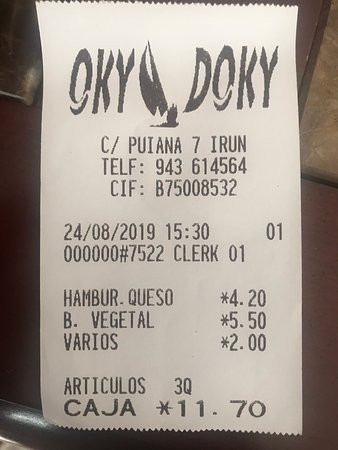 OKY DOKY
C/ PUIANA 7 IRUN
TELF: 943 614564
CIF: B75008532
24/08/2019 15:30 01
000000#7522 CLERK 01
HAMBUR.QUESO *4.20
B. VEGETAL *5.50
VARIOS *2.00
ARTICULOS 3Q
CAJA *11.70